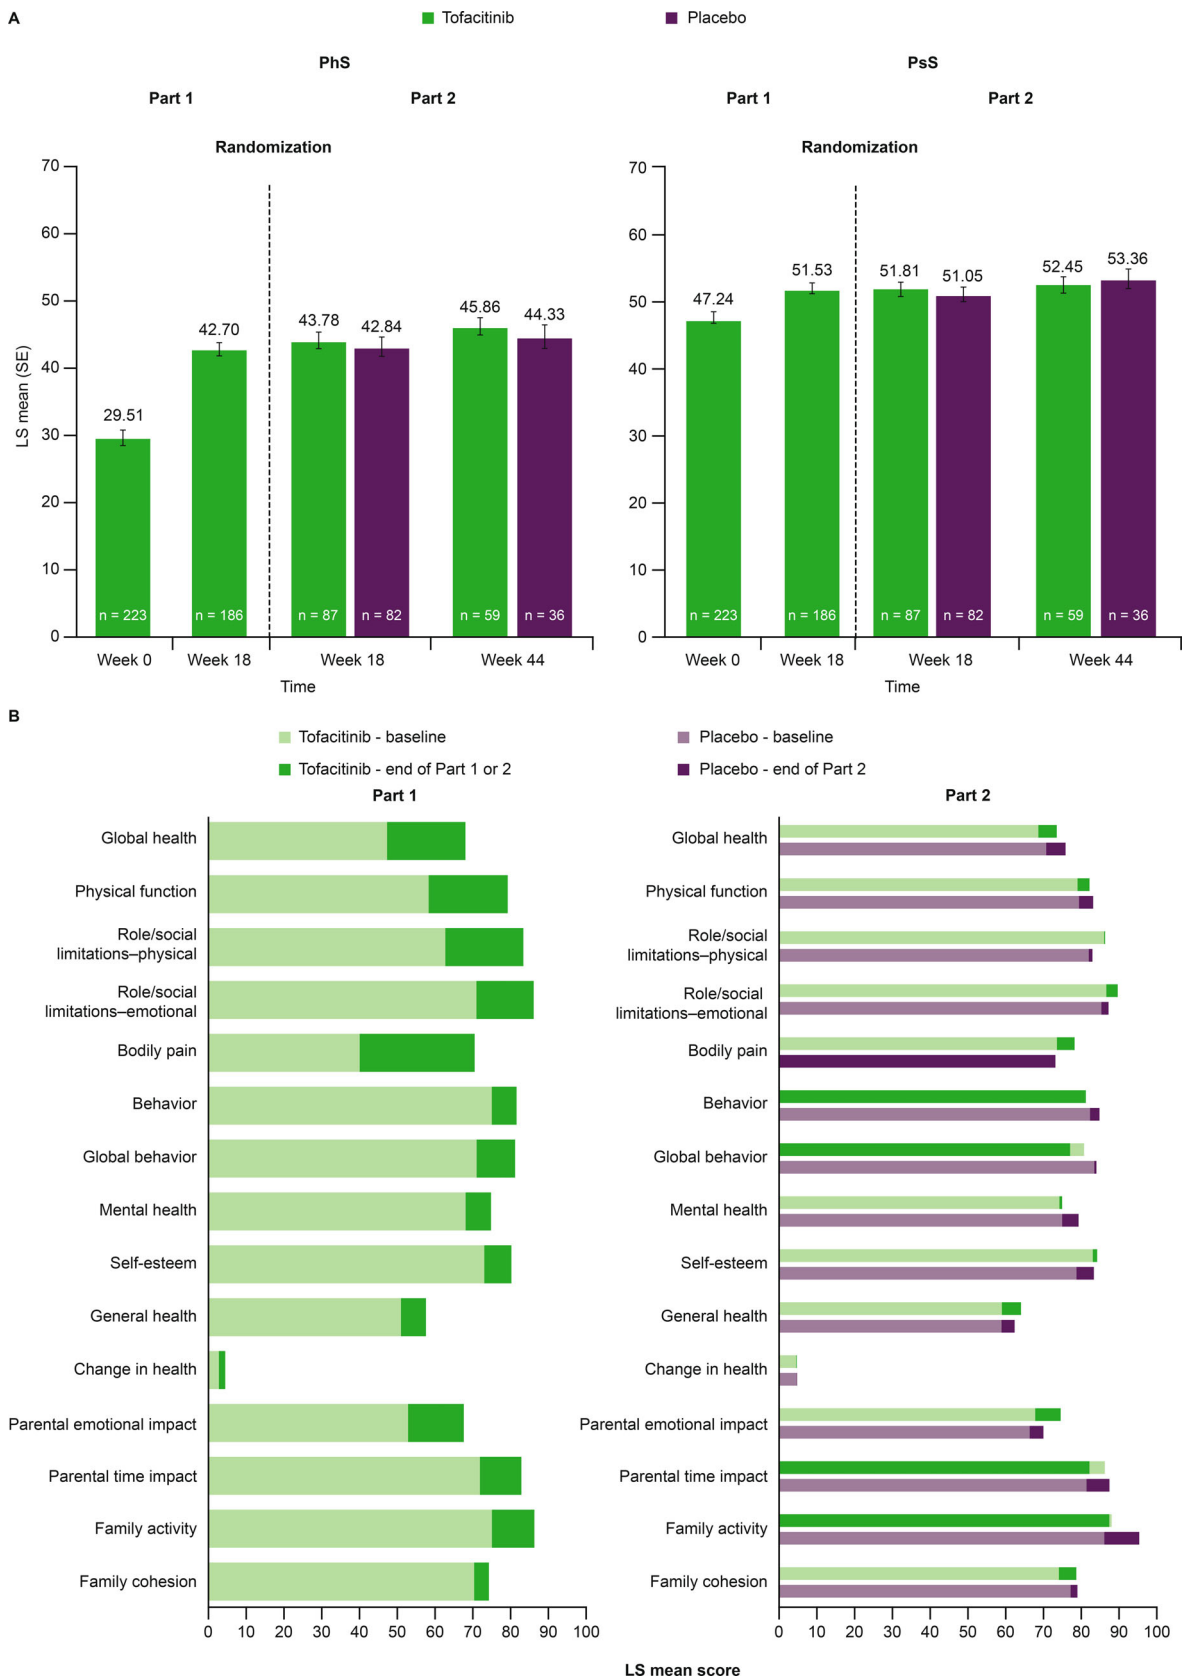 A
Tofacitinib
Placebo
PhS
Part 1
Part 2
Randomization
LS mean (SE)
70
60
50
40
30
20
10
0
29.51
42.70
43.78
42.84
45.86
44.33
n = 223
n = 186
n = 87
n = 82
n = 59
n = 36
Week 0
Week 18
Week 18
Week 44
Time
PsS
Part 1
Part 2
Randomization
70
60
50
40
30
20
10
0
47.24
51.53
51.81
51.05
52.45
53.36
n = 223
n = 186
n = 87
n = 82
n = 59
n = 36
Week 0
Week 18
Week 18
Week 44
Time
B
Tofacitinib - baseline
Tofacitinib - end of Part 1 or 2
Placebo - baseline
Placebo - end of Part 2
Part 1
Global health
Physical function
Role/social
limitations–physical
Role/social
limitations–emotional
Bodily pain
Behavior
Global behavior
Mental health
Self-esteem
General health
Change in health
Parental emotional impact
Parental time impact
Family activity
Family cohesion
0 10 20 30 40 50 60 70 80 90 100
Part 2
Global health
Physical function
Role/social
limitations–physical
Role/social
limitations–emotional
Bodily pain
Behavior
Global behavior
Mental health
Self-esteem
General health
Change in health
Parental emotional impact
Parental time impact
Family activity
Family cohesion
0 10 20 30 40 50 60 70 80 90 100
LS mean score